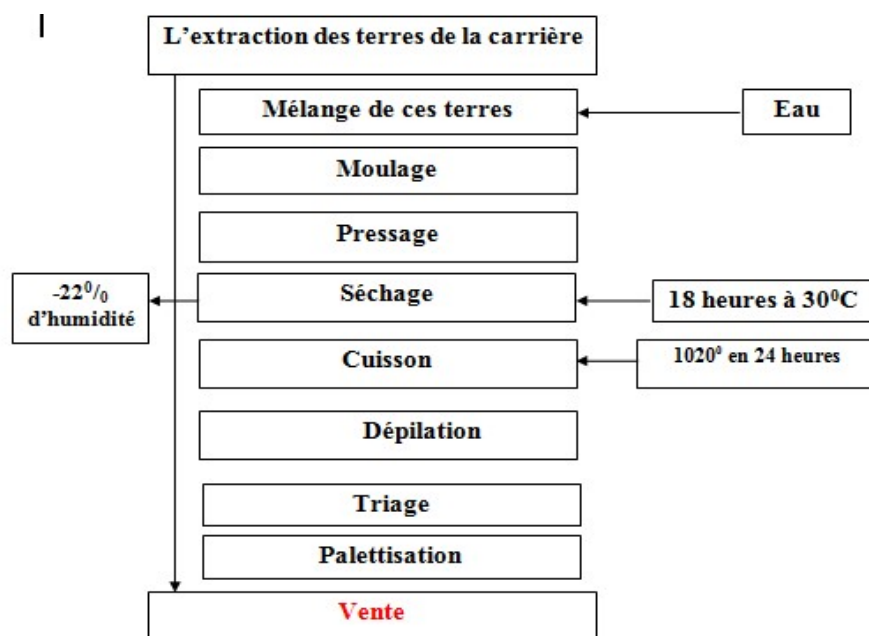 l
L'extraction des terres de la carrière
Mélange de ces terres
Eau
Moulage
Pressage
-22⁰/₀
d'humidité
Séchage
18 heures à 30⁰C
Cuisson
1020⁰ en 24 heures
Dépilation
Triage
Palettisation
Vente